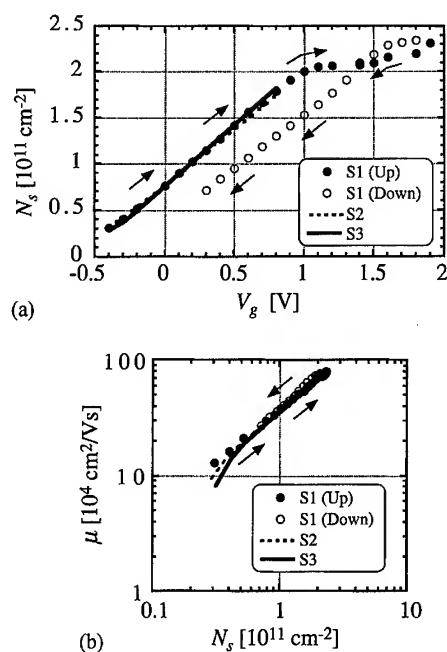 2.5
2
1.5
1
0.5
0
N_s [10^11 cm^-2]
S1 (Up)
S1 (Down)
S2
S3
-0.5 0 0.5 1 1.5 2
V_g [V]
(a)
100
10
1
μ [10^4 cm^2/Vs]
S1 (Up)
S1 (Down)
S2
S3
0.1 1 10
N_s [10^11 cm^-2]
(b)